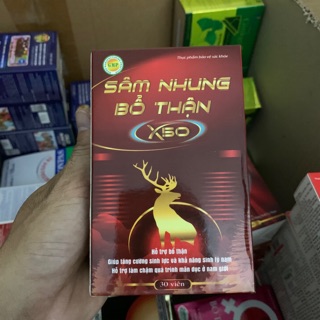 Thực phẩm bảo vệ sức khỏe
SÂM NHUNG
BỔ THẬN
X50
Hỗ trợ bổ thận
Giúp tăng cường sinh lực và khả năng sinh lý nam
Hỗ trợ làm chậm quá trình mãn dục ở nam giới
30 viên